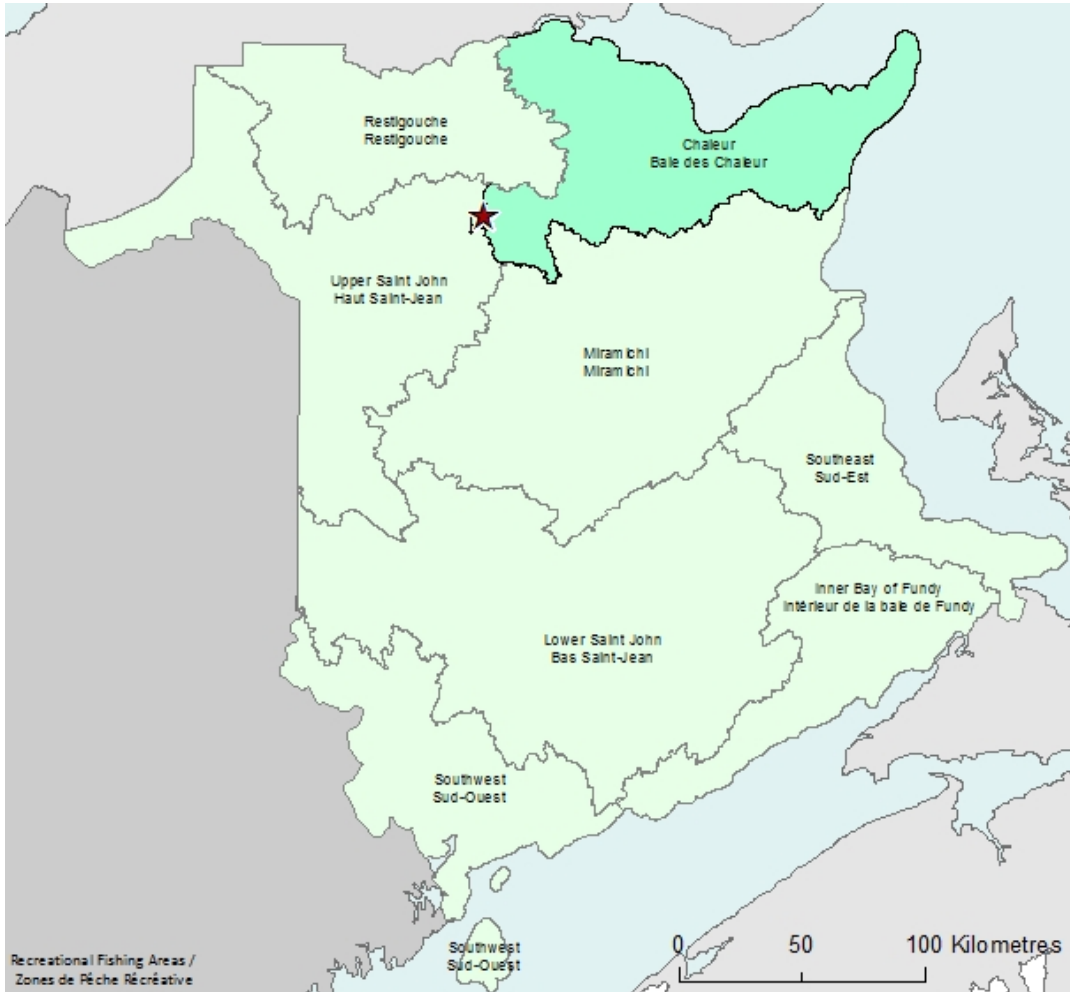 Restigouche
Restigouche
Chaleur
Baie des Chaleur
Upper Saint John
Haut Saint-Jean
Miramichi
Miramichi
Southeast
Sud-Est
Inner Bay of Fundy
Intérieur de la baie de Fundy
Lower Saint John
Bas Saint-Jean
Southwest
Sud-Ouest
Southwest
Sud-Ouest
0 50 100 Kilometres
Recreational Fishing Areas /
Zones de Pêche Récréative